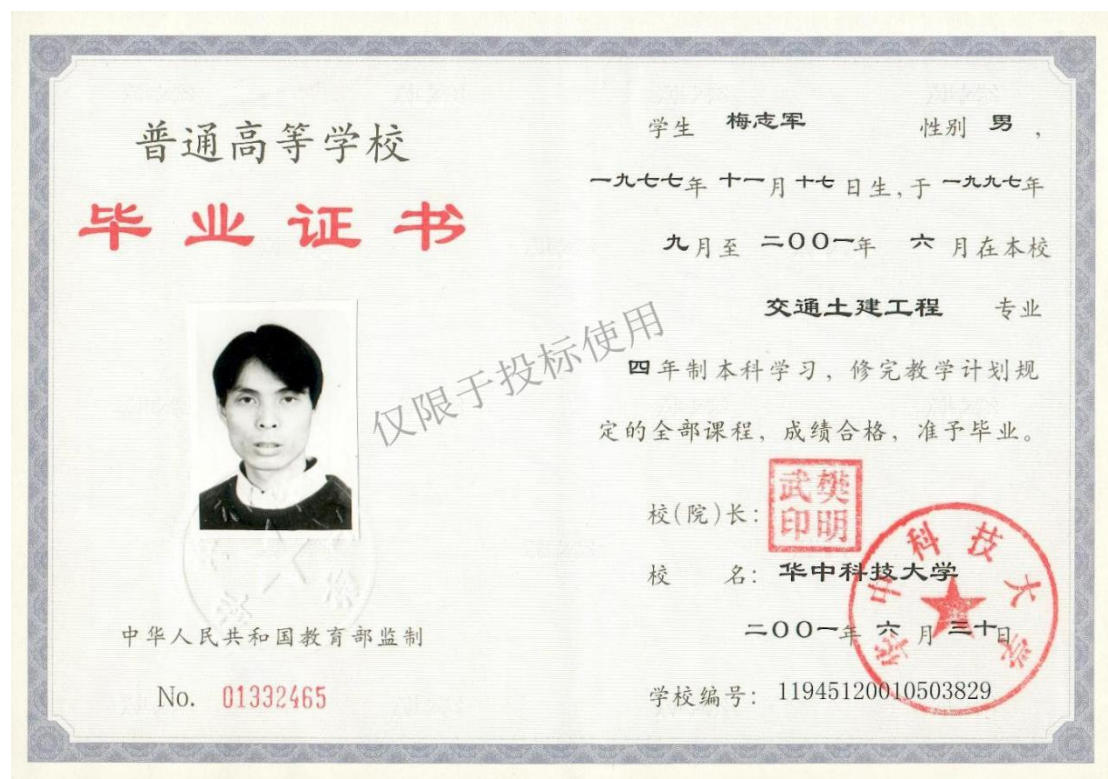 普通高等学校
毕业证书
仅限于投标使用
中华人民共和国教育部监制
No. 01332465
学生 梅志军 性别 男，
一九七七年 十一月 十七 日生，于 一九九七年
九月至 二〇〇一年 六 月在本校
交通土建工程 专业
四年制本科学习，修完教学计划规
定的全部课程，成绩合格，准予毕业。
校(院)长：
樊明武印
校 名：华中科技大学
华中科技大学
二〇〇一年 六 月 三十日
学校编号：11945120010503829